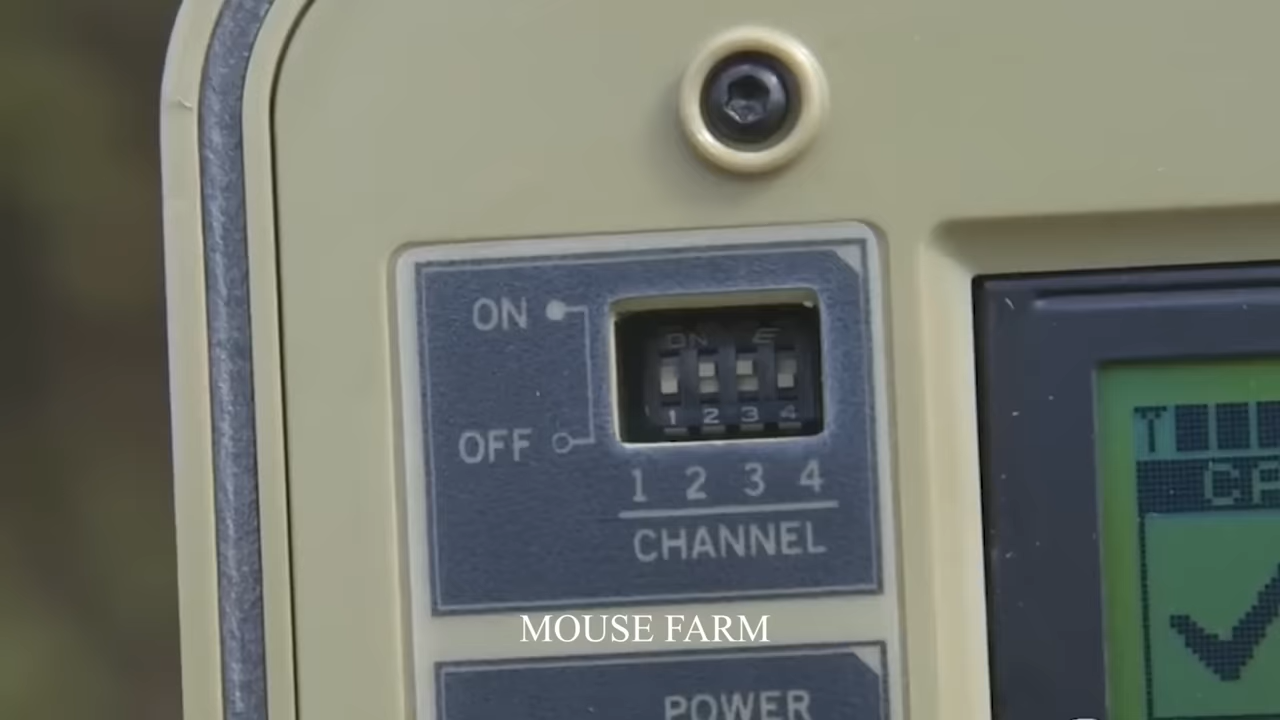 ON
ON
1 2 3 4
OFF
1 2 3 4
CHANNEL
MOUSE FARM
POWER